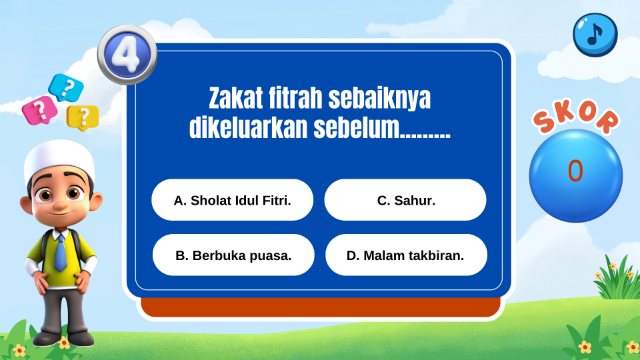 4
Zakat fitrah sebaiknya
dikeluarkan sebelum.........
A. Sholat Idul Fitri.
C. Sahur.
B. Berbuka puasa.
D. Malam takbiran.
SKOR
0
? ? ?